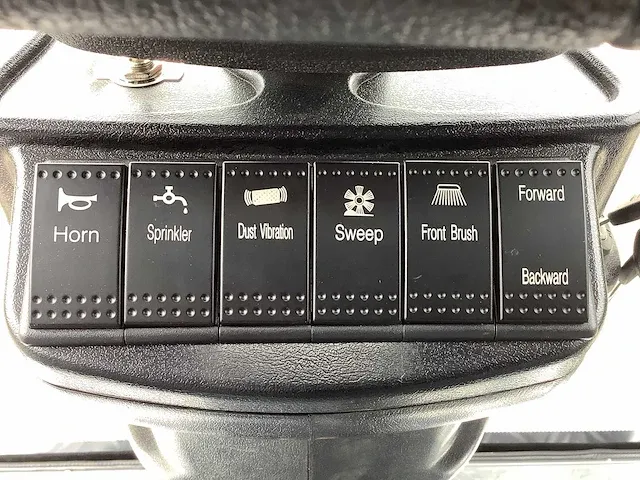 Horn
Sprinkler
Dust Vibration
Sweep
Front Brush
Forward
Backward